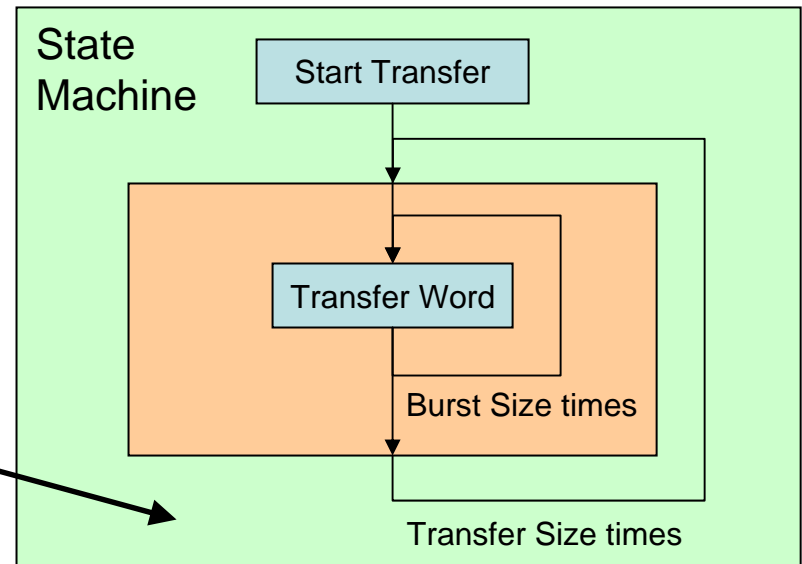 State
Machine
Start Transfer
Transfer Word
Burst Size times
Transfer Size times